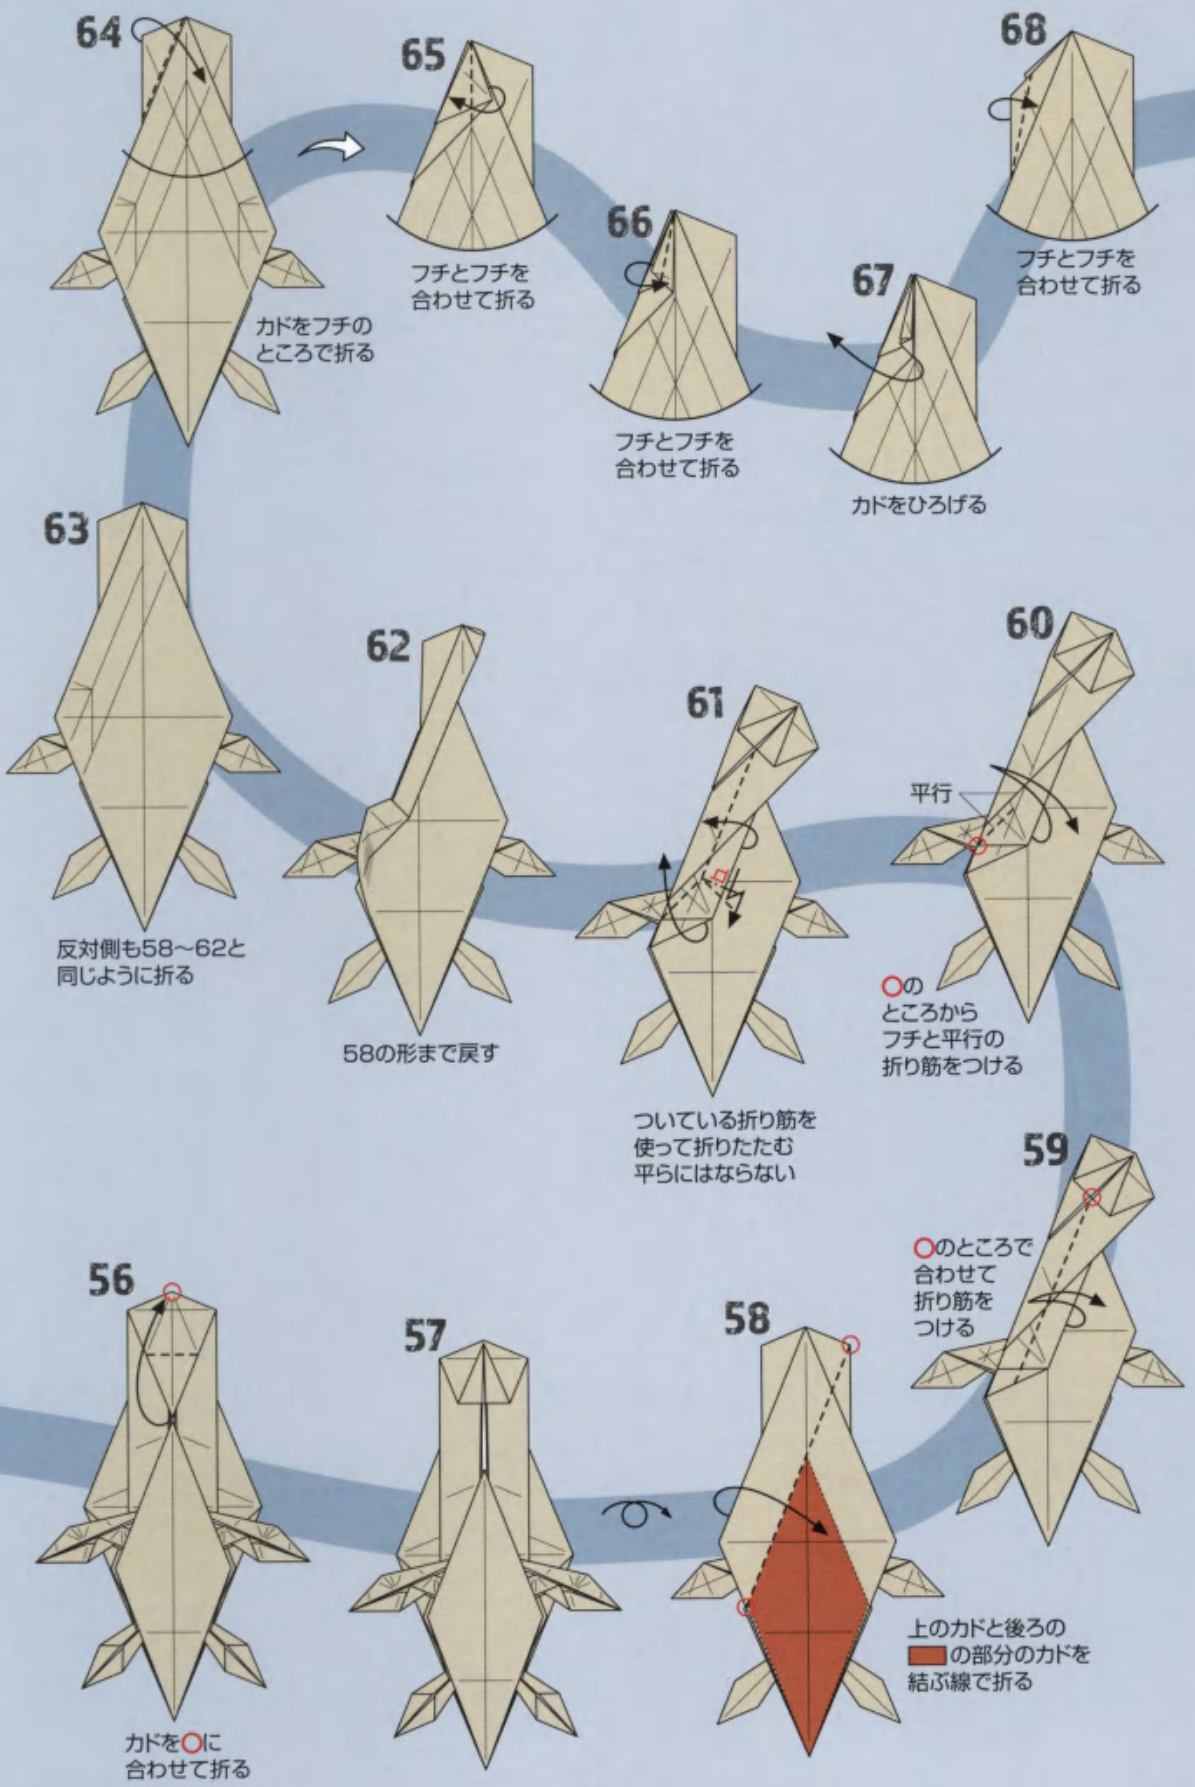 64
カドをフチの
ところで折る
65
フチとフチを
合わせて折る
66
フチとフチを
合わせて折る
67
カドをひろげる
68
フチとフチを
合わせて折る
63
反対側も58〜62と
同じように折る
62
58の形まで戻す
61
ついている折り筋を
使って折りたたむ
平らにはならない
60
平行
○の
ところから
フチと平行の
折り筋をつける
59
○のところで
合わせて
折り筋を
つける
56
カドを○に
合わせて折る
57
58
上のカドと後ろの
の部分のカドを
結ぶ線で折る